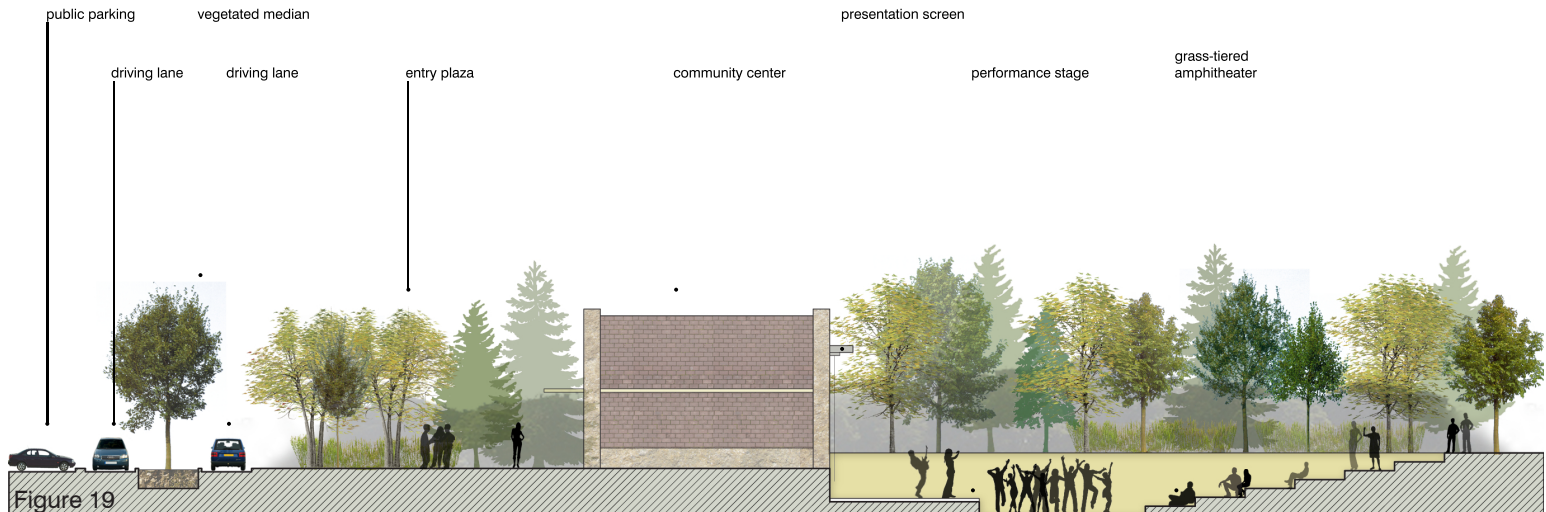 public parking
vegetated median
presentation screen
driving lane
driving lane
entry plaza
community center
performance stage
grass-tiered
amphitheater
Figure 19